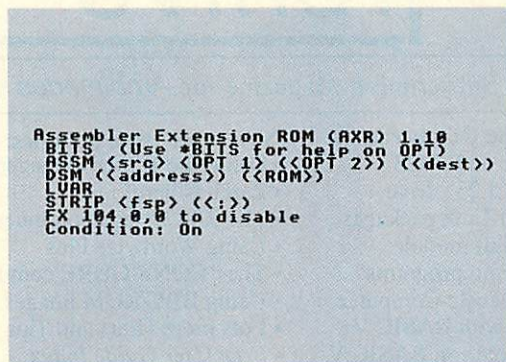 Assembler Extension ROM (AXR) 1.10
BITS (Use *BITS for help on OPT)
ASSM <src> <OPT 1> (<OPT 2>) (<dest>)
DSM (<address>) (<ROM>)
LVAR
STRIP <fsp> (<;>)
FX 104,0,0 to disable
Condition: On